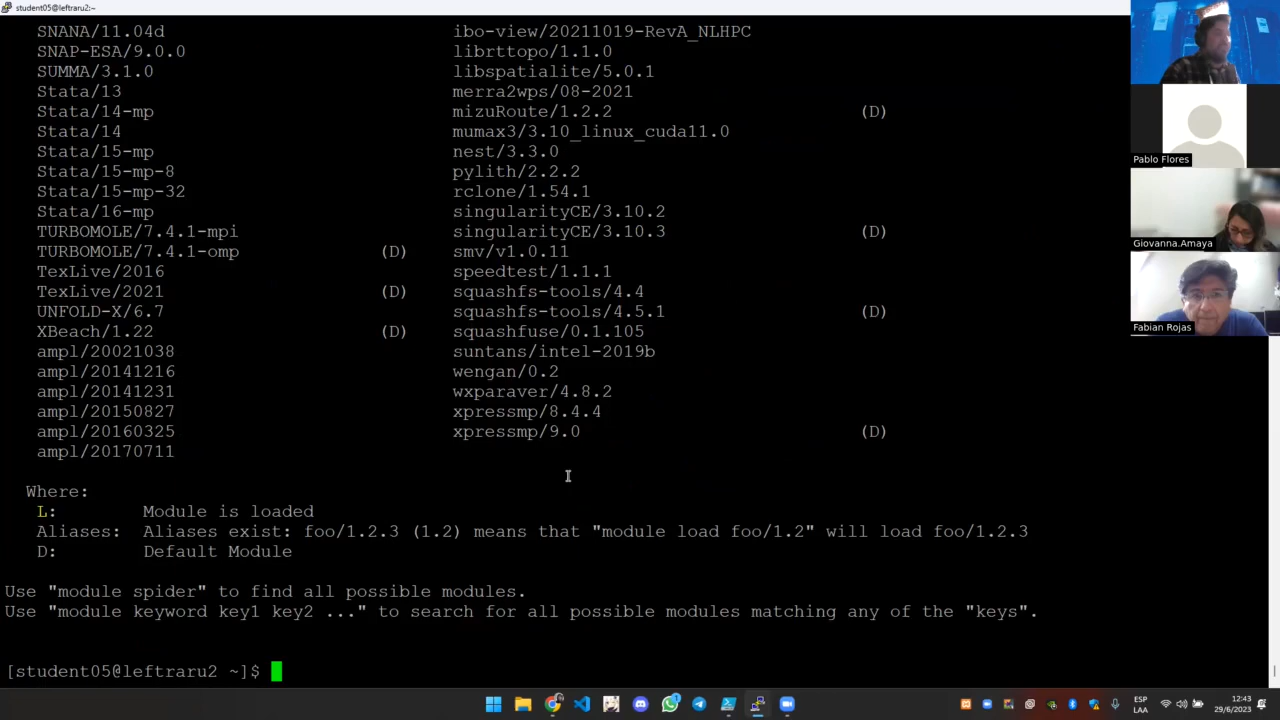 student05@leftraru2:~
SNANA/11.04d ibo-view/20211019-RevA_NLHPC
SNAP-ESA/9.0.0 librttopo/1.1.0
SUMMA/3.1.0 libspatialite/5.0.1
Stata/13 merra2wps/08-2021
Stata/14-mp mizuRoute/1.2.2 (D)
Stata/14 mumax3/3.10_linux_cuda11.0
Stata/15-mp nest/3.3.0
Stata/15-mp-8 pylith/2.2.2
Stata/15-mp-32 rclone/1.54.1
Stata/16-mp singularityCE/3.10.2
TURBOMOLE/7.4.1-mpi singularityCE/3.10.3 (D)
TURBOMOLE/7.4.1-omp (D) smv/v1.0.11
TexLive/2016 speedtest/1.1.1
TexLive/2021 (D) squashfs-tools/4.4
UNFOLD-X/6.7 squashfs-tools/4.5.1 (D)
XBeach/1.22 (D) squashfuse/0.1.105
ampl/20021038 suntans/intel-2019b
ampl/20141216 wengan/0.2
ampl/20141231 wxparaver/4.8.2
ampl/20150827 xpressmp/8.4.4
ampl/20160325 xpressmp/9.0 (D)
ampl/20170711
Where:
L: Module is loaded
Aliases: Aliases exist: foo/1.2.3 (1.2) means that "module load foo/1.2" will load foo/1.2.3
D: Default Module
Use "module spider" to find all possible modules.
Use "module keyword key1 key2 ..." to search for all possible modules matching any of the "keys".
[student05@leftraru2 ~]$
Pablo Flores
Giovanna.Amaya
Fabian Rojas
1
ESP
LAA
12:43
29/6/2023